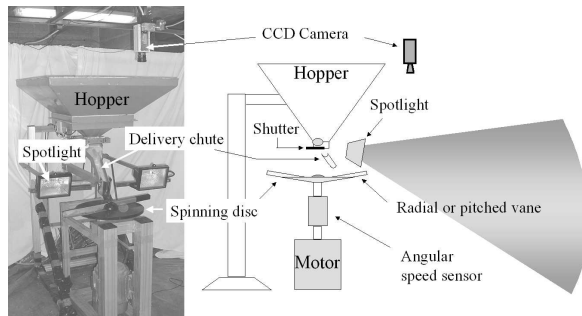 CCD Camera
Hopper
Hopper
Spotlight
Shutter
Delivery chute
Spotlight
Spinning disc
Radial or pitched vane
Motor
Angular
speed sensor